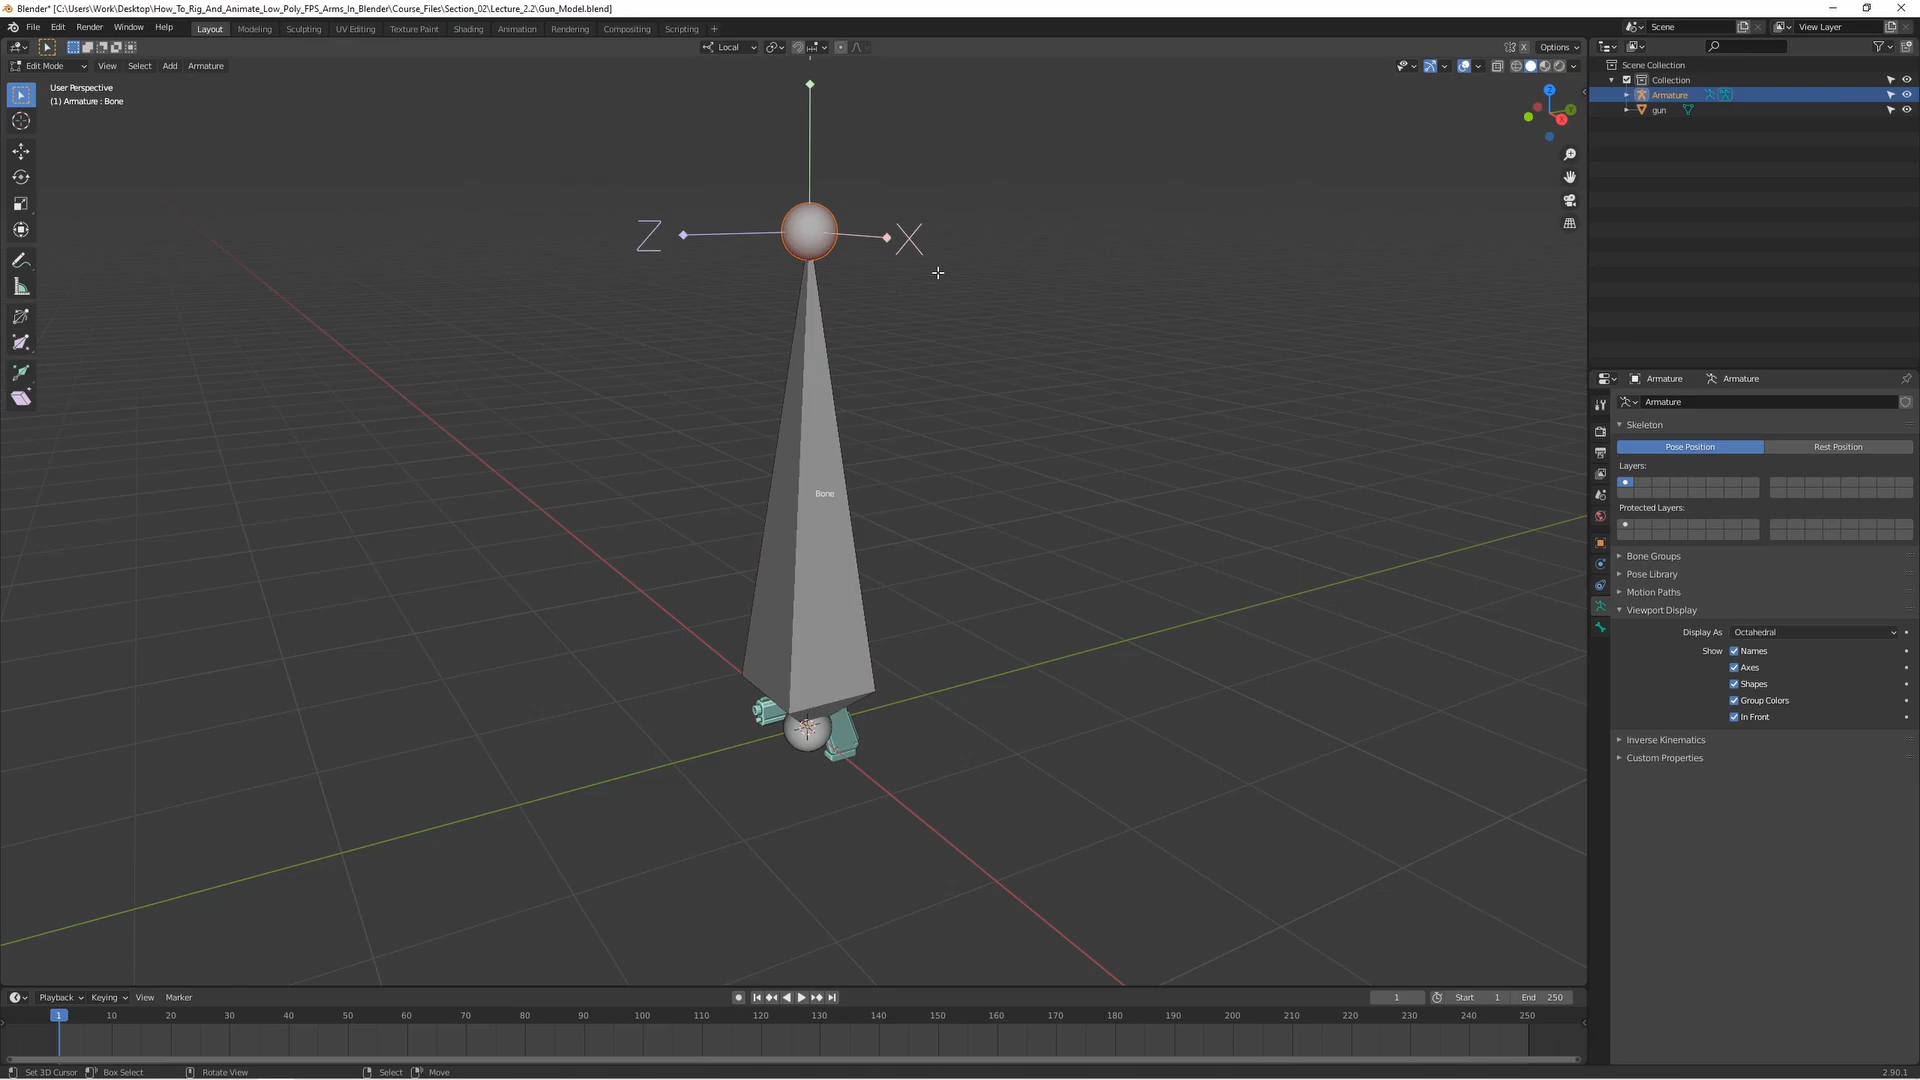 Blender* [C:\Users\Work\Desktop\How_To_Rig_And_Animate_Low_Poly_FPS_Arms_In_Blender\Course_Files\Section_02\Lecture_2.2\Gun_Model.blend]
File Edit Render Window Help Layout Modeling Sculpting UV Editing Texture Paint Shading Animation Rendering Compositing Scripting + Scene View Layer
Local Options
Edit Mode View Select Add Armature
User Perspective
(1) Armature : Bone
Z X
Bone
Z
Y
X
Scene Collection
Collection
Armature
gun
Armature Armature
Armature
Skeleton
Pose Position Rest Position
Layers:
Protected Layers:
Bone Groups
Pose Library
Motion Paths
Viewport Display
Display As Octahedral
Show Names
Axes
Shapes
Group Colors
In Front
Inverse Kinematics
Custom Properties
Playback Keying View Marker 1 Start 1 End 250
1 10 20 30 40 50 60 70 80 90 100 110 120 130 140 150 160 170 180 190 200 210 220 230 240 250
Set 3D Cursor Box Select Rotate View Select Move 2.90.1